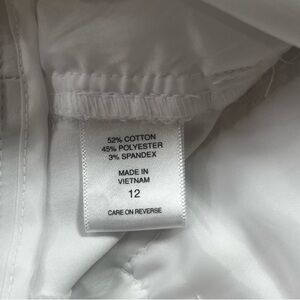 52% COTTON
45% POLYESTER
3% SPANDEX
MADE IN
VIETNAM
12
CARE ON REVERSE